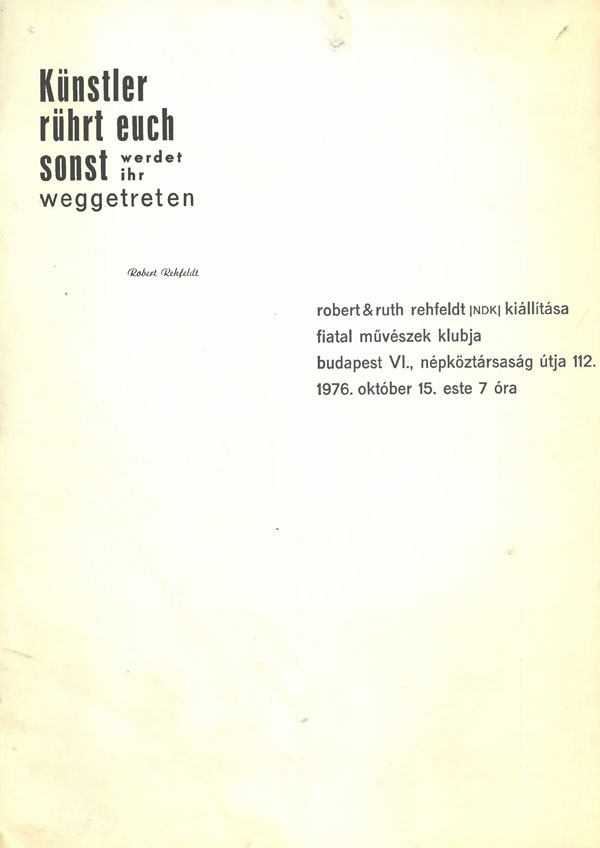 Künstler
rührt euch
sonst werdet ihr
weggetreten
Robert Rehfeldt
robert & ruth rehfeldt |NDK| kiállítása
fiatal művészek klubja
budapest VI., népköztársaság útja 112.
1976. október 15. este 7 óra